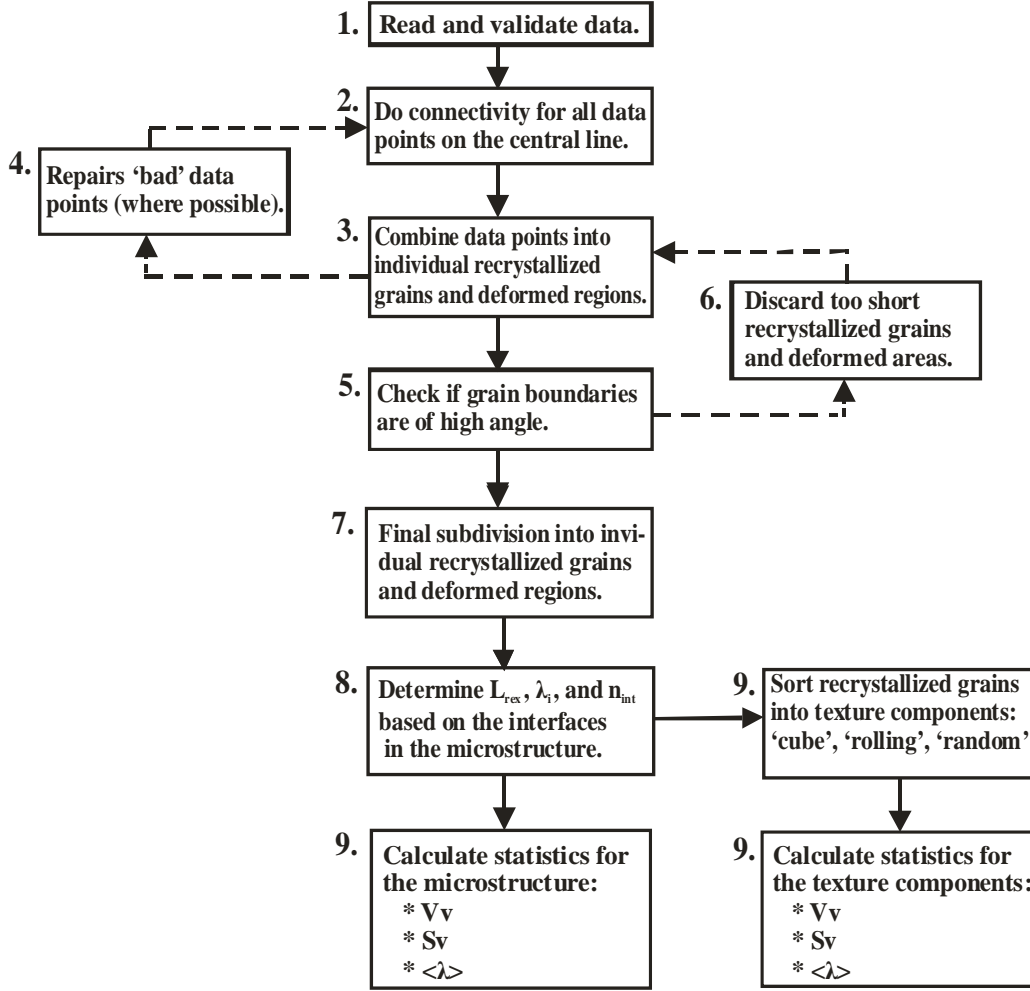 1. Read and validate data.
2. Do connectivity for all data
points on the central line.
4. Repairs ‘bad’ data
points (where possible).
3. Combine data points into
individual recrystallized
grains and deformed regions.
6. Discard too short
recrystallized grains
and deformed areas.
5. Check if grain boundaries
are of high angle.
7. Final subdivision into invi-
dual recrystallized grains
and deformed regions.
8. Determine Lrex, λi, and nint
based on the interfaces
in the microstructure.
9. Sort recrystallized grains
into texture components:
‘cube’, ‘rolling’, ‘random’
9. Calculate statistics for
the microstructure:
* Vv
* Sv
* <λ>
9. Calculate statistics for
the texture components:
* Vv
* Sv
* <λ>